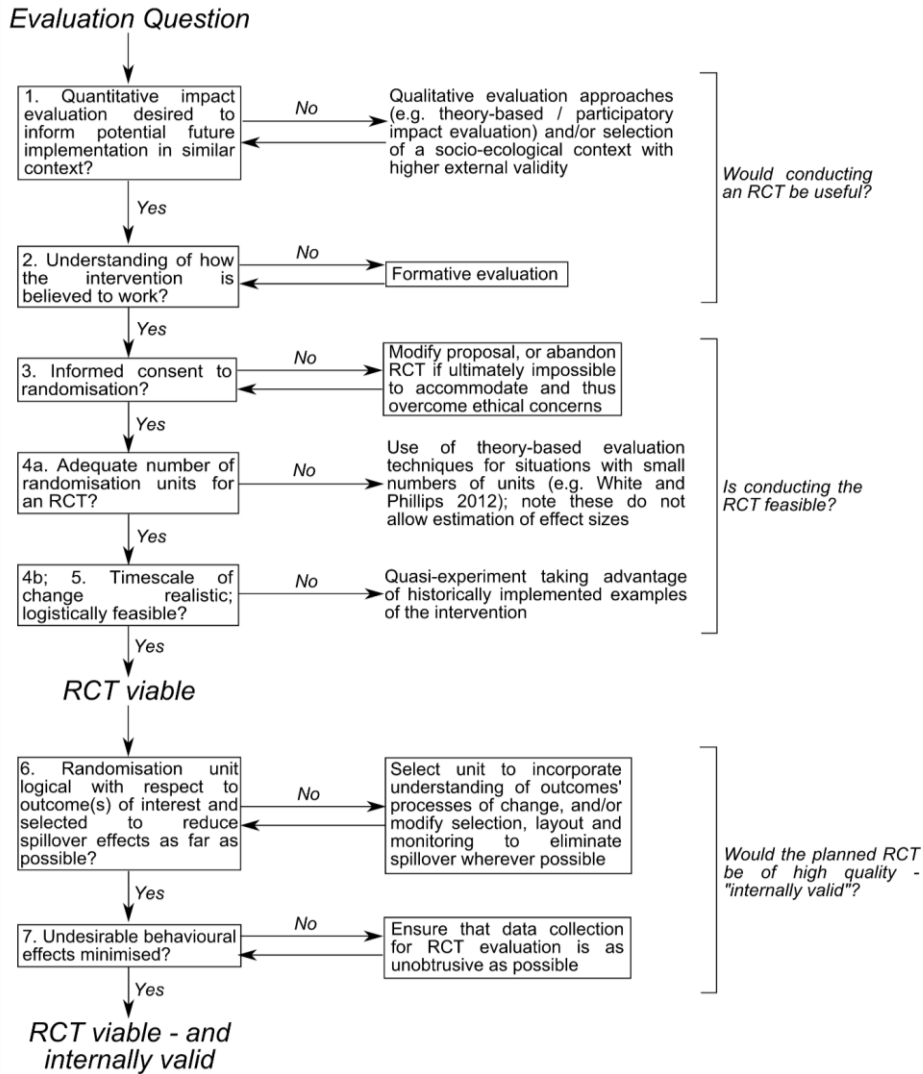 Evaluation Question
1. Quantitative impact
evaluation desired to
inform potential future
implementation in similar
context?
No
Qualitative evaluation approaches
(e.g. theory-based / participatory
impact evaluation) and/or selection
of a socio-ecological context with
higher external validity
Would conducting
an RCT be useful?
Yes
2. Understanding of how
the intervention is
believed to work?
No
Formative evaluation
Yes
3. Informed consent to
randomisation?
No
Modify proposal, or abandon
RCT if ultimately impossible
to accommodate and thus
overcome ethical concerns
Yes
4a. Adequate number of
randomisation units for
an RCT?
No
Use of theory-based evaluation
techniques for situations with small
numbers of units (e.g. White and
Phillips 2012); note these do not
allow estimation of effect sizes
Is conducting the
RCT feasible?
Yes
4b; 5. Timescale of
change realistic;
logistically feasible?
No
Quasi-experiment taking advantage
of historically implemented examples
of the intervention
Yes
RCT viable
6. Randomisation unit
logical with respect to
outcome(s) of interest and
selected to reduce
spillover effects as far as
possible?
No
Select unit to incorporate
understanding of outcomes'
processes of change, and/or
modify selection, layout and
monitoring to eliminate
spillover wherever possible
Would the planned RCT
be of high quality -
"internally valid"?
Yes
7. Undesirable behavioural
effects minimised?
No
Ensure that data collection
for RCT evaluation is as
unobtrusive as possible
Yes
RCT viable - and
internally valid